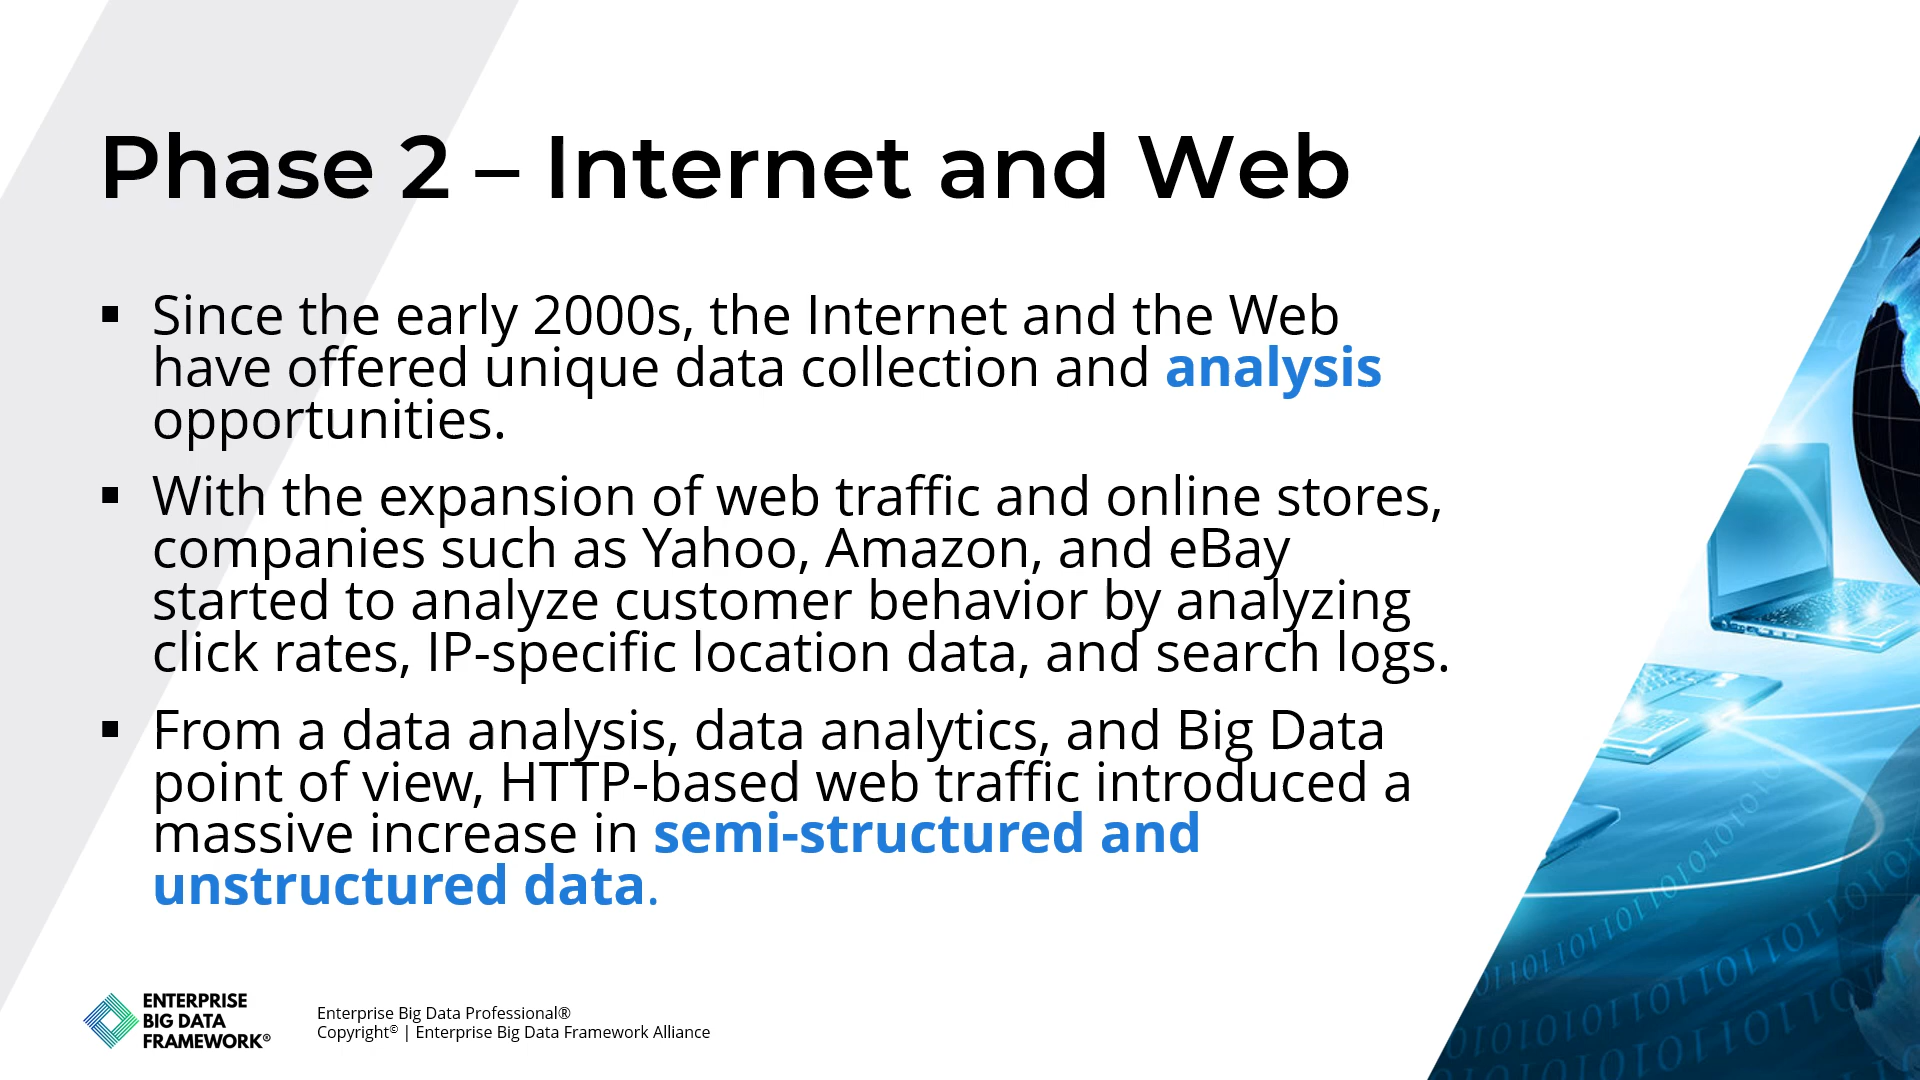 Phase 2 – Internet and Web
▪ Since the early 2000s, the Internet and the Web
have offered unique data collection and analysis
opportunities.
▪ With the expansion of web traffic and online stores,
companies such as Yahoo, Amazon, and eBay
started to analyze customer behavior by analyzing
click rates, IP-specific location data, and search logs.
▪ From a data analysis, data analytics, and Big Data
point of view, HTTP-based web traffic introduced a
massive increase in semi-structured and
unstructured data.
ENTERPRISE
BIG DATA
FRAMEWORK®
Enterprise Big Data Professional®
Copyright© | Enterprise Big Data Framework Alliance